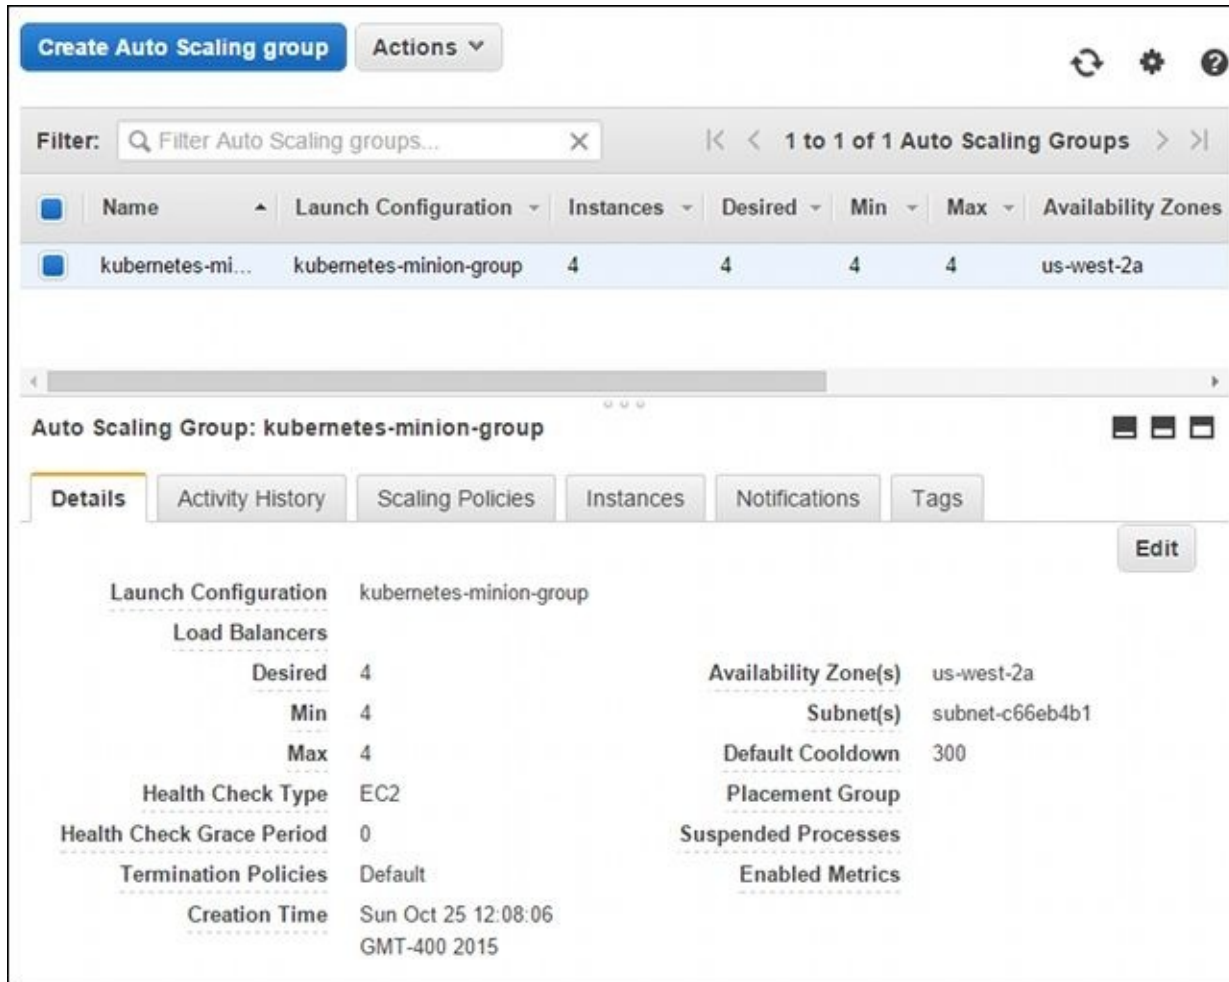 Create Auto Scaling group Actions
Filter: Filter Auto Scaling groups... 1 to 1 of 1 Auto Scaling Groups
Name Launch Configuration Instances Desired Min Max Availability Zones
kubernetes-mi... kubernetes-minion-group 4 4 4 4 us-west-2a
Auto Scaling Group: kubernetes-minion-group
Details Activity History Scaling Policies Instances Notifications Tags
Edit
Launch Configuration kubernetes-minion-group
Load Balancers
Desired 4 Availability Zone(s) us-west-2a
Min 4 Subnet(s) subnet-c66eb4b1
Max 4 Default Cooldown 300
Health Check Type EC2 Placement Group
Health Check Grace Period 0 Suspended Processes
Termination Policies Default Enabled Metrics
Creation Time Sun Oct 25 12:08:06
GMT-400 2015